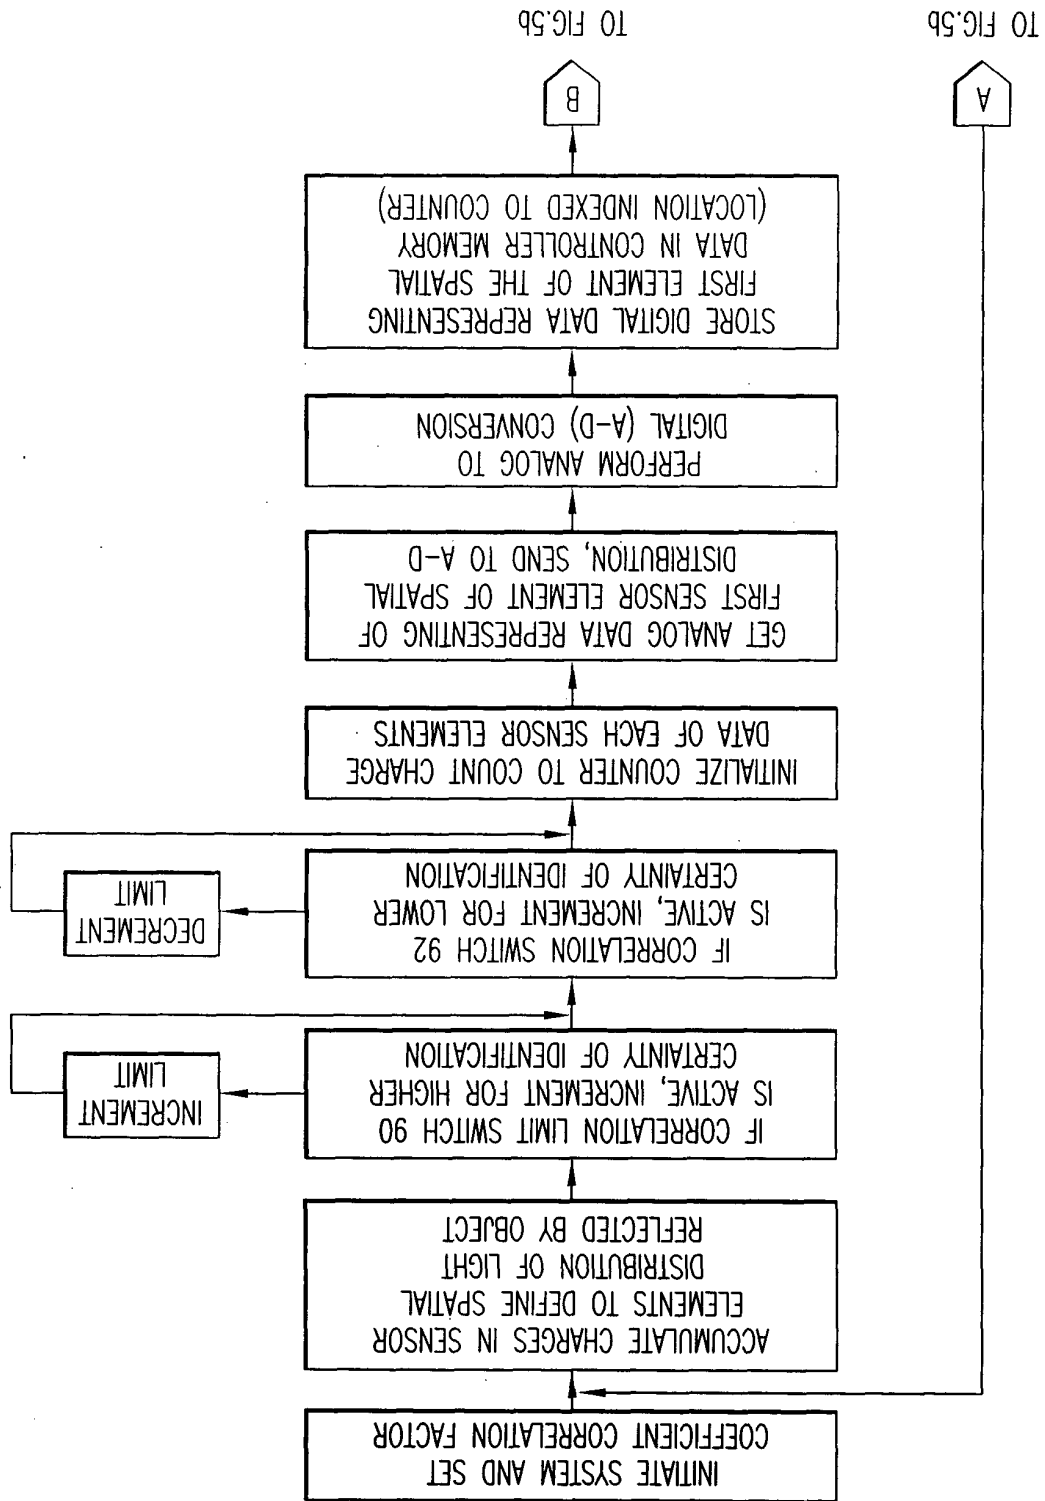 INITIATE SYSTEM AND SET
COEFFICIENT CORRELATION FACTOR
ACCUMULATE CHARGES IN SENSOR
ELEMENTS TO DEFINE SPATIAL
DISTRIBUTION OF LIGHT
REFLECTED BY OBJECT
IF CORRELATION LIMIT SWITCH 90
IS ACTIVE, INCREMENT FOR HIGHER
CERTAINTY OF IDENTIFICATION
INCREMENT
LIMIT
IF CORRELATION SWITCH 92
IS ACTIVE, INCREMENT FOR LOWER
CERTAINTY OF IDENTIFICATION
DECREMENT
LIMIT
INITIALIZE COUNTER TO COUNT CHARGE
DATA OF EACH SENSOR ELEMENTS
GET ANALOG DATA REPRESENTING OF
FIRST SENSOR ELEMENT OF SPATIAL
DISTRIBUTION, SEND TO A-D
PERFORM ANALOG TO
DIGITAL (A-D) CONVERSION
STORE DIGITAL DATA REPRESENTING
FIRST ELEMENT OF THE SPATIAL
DATA IN CONTROLLER MEMORY
(LOCATION INDEXED TO COUNTER)
A
B
TO FIG.5b
TO FIG.5b